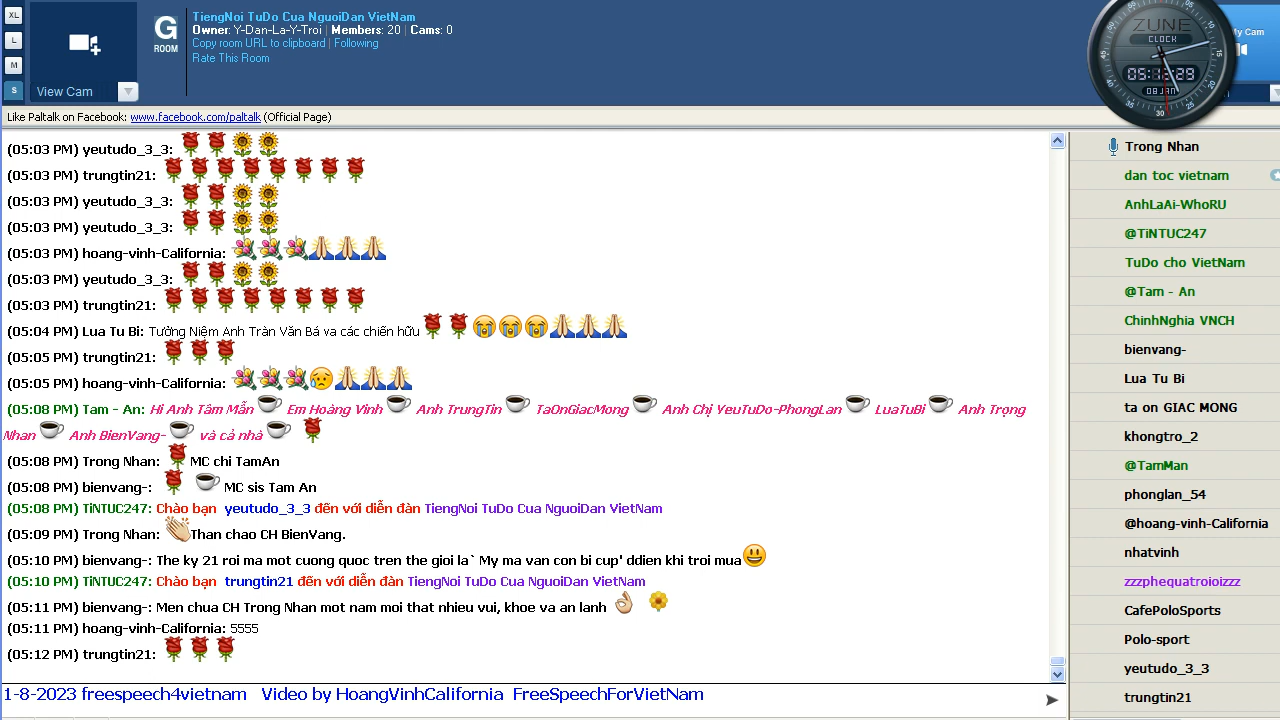 XL
L
M
S
View Cam
G
ROOM
TiengNoi TuDo Cua NguoiDan VietNam
Owner: Y-Dan-La-Y-Troi | Members: 20 | Cams: 0
Copy room URL to clipboard | Following
Rate This Room
ZUNE
CLOCK
08 JAN
My Cam
Like Paltalk on Facebook: www.facebook.com/paltalk (Official Page)
(05:03 PM) yeutudo_3_3:
(05:03 PM) trungtin21:
(05:03 PM) yeutudo_3_3:
(05:03 PM) yeutudo_3_3:
(05:03 PM) hoang-vinh-California:
(05:03 PM) yeutudo_3_3:
(05:03 PM) trungtin21:
(05:04 PM) Lua Tu Bi: Tưởng Niệm Anh Trần Văn Bá va các chiến hữu
(05:05 PM) trungtin21:
(05:05 PM) hoang-vinh-California:
(05:08 PM) Tam - An: Hi Anh Tâm Mẫn Em Hoàng Vinh Anh TrungTin TaOnGiacMong Anh Chị YeuTuDo-PhongLan LuaTuBi Anh Trọng
Nhan Anh BienVang- và cả nhà
(05:08 PM) Trong Nhan: MC chi TamAn
(05:08 PM) bienvang-: MC sis Tam An
(05:08 PM) TiNTUC247: Chào bạn yeutudo_3_3 đến với diễn đàn TiengNoi TuDo Cua NguoiDan VietNam
(05:09 PM) Trong Nhan: Than chao CH BienVang.
(05:10 PM) bienvang-: The ky 21 roi ma mot cuong quoc tren the gioi la` My ma van con bi cup' ddien khi troi mua
(05:10 PM) TiNTUC247: Chào bạn trungtin21 đến với diễn đàn TiengNoi TuDo Cua NguoiDan VietNam
(05:11 PM) bienvang-: Men chua CH Trong Nhan mot nam moi that nhieu vui, khoe va an lanh
(05:11 PM) hoang-vinh-California: 5555
(05:12 PM) trungtin21:
1-8-2023 freespeech4vietnam Video by HoangVinhCalifornia FreeSpeechForVietNam
Trong Nhan
dan toc vietnam
AnhLaAi-WhoRU
@TiNTUC247
TuDo cho VietNam
@Tam - An
ChinhNghia VNCH
bienvang-
Lua Tu Bi
ta on GIAC MONG
khongtro_2
@TamMan
phonglan_54
@hoang-vinh-California
nhatvinh
zzzphequatroioizzz
CafePoloSports
Polo-sport
yeutudo_3_3
trungtin21